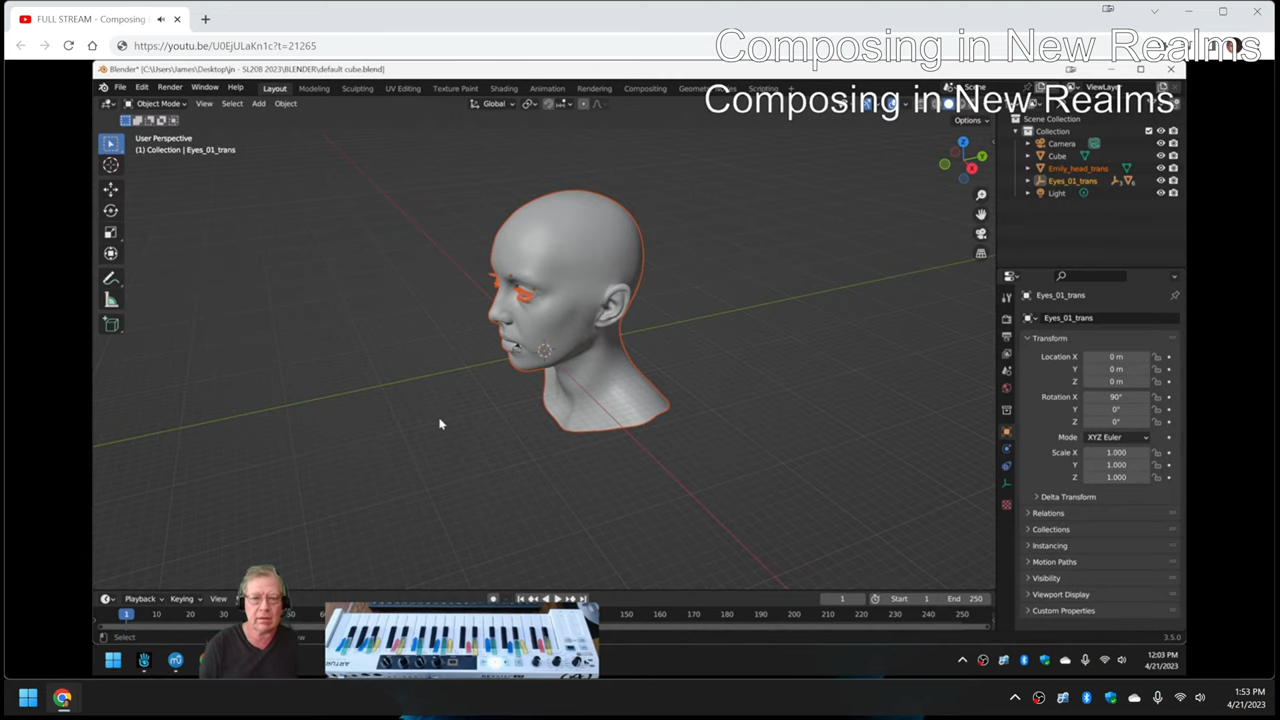 FULL STREAM - Composing
https://youtu.be/U0EjULaKn1c?t=21265
Composing in New Realms
Composing in New Realms
Blender* [C:\Users\James\Desktop\jn - SL20B 2023\BLENDER\default cube.blend]
File Edit Render Window Help Layout Modeling Sculpting UV Editing Texture Paint Shading Animation Rendering Compositing Scene ViewLayer
Object Mode View Select Add Object Global
Options
User Perspective
(1) Collection | Eyes_01_trans
Z
Y
X
Scene Collection
Collection
Camera
Cube
Emily_head_trans
Eyes_01_trans
Light
Eyes_01_trans
Eyes_01_trans
Transform
Location X 0 m
Y 0 m
Z 0 m
Rotation X 90°
Y 0°
Z 0°
Mode XYZ Euler
Scale X 1.000
Y 1.000
Z 1.000
Delta Transform
Relations
Collections
Instancing
Motion Paths
Visibility
Viewport Display
Custom Properties
Playback Keying View 1 Start 1 End 250
1 10 20 30 150 160 170 180 190 200 210 220 230 240 250
Select 3.5.0
ARTURIA
12:03 PM
4/21/2023
1:53 PM
4/21/2023